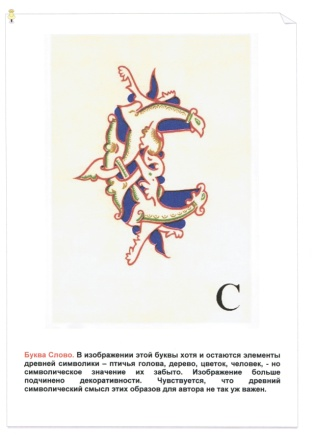 С
Буква Слово. В изображении этой буквы хотя и остаются элементы
древней символики – птичья голова, дерево, цветок, человек, - но
символическое значение их забыто. Изображение больше
подчинено декоративности. Чувствуется, что древний
символический смысл этих образов для автора не так уж важен.